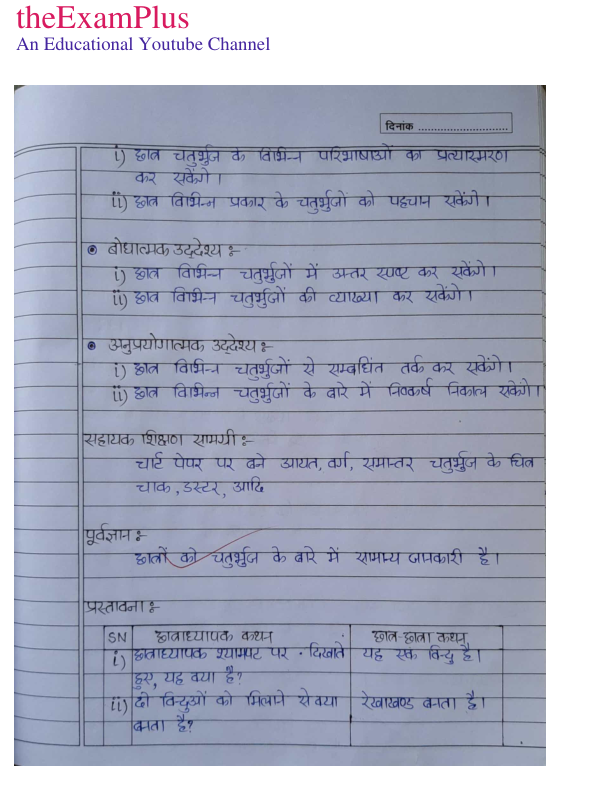 theExamPlus
An Educational Youtube Channel
दिनांक ..............................
i) छात्र चतुर्भुज के विभिन्न परिभाषाओं का प्रत्यास्मरण
कर सकेंगे।
ii) छात्र विभिन्न प्रकार के चतुर्भुजों को पहचान सकेंगे।
बोधात्मक उद्देश्य :-
i) छात्र विभिन्न चतुर्भुजों में अन्तर स्पष्ट कर सकेंगे।
ii) छात्र विभिन्न चतुर्भुजों की व्याख्या कर सकेंगे।
अनुप्रयोगात्मक उद्देश्य :-
i) छात्र विभिन्न चतुर्भुजों से सम्बधिंत तर्क कर सकेंगे।
ii) छात्र विभिन्न चतुर्भुजों के बारे में निष्कर्ष निकाल सकेंगे।
सहायक शिक्षण सामग्री :-
चार्ट पेपर पर बने आयत, वर्ग, समान्तर चतुर्भुज के चित्र
चाक, डस्टर, आदि
पूर्वज्ञान :-
छात्रों को चतुर्भुज के बारे में सामान्य जानकारी है।
प्रस्तावना :-
SN छात्राध्यापक कथन छात्र-छात्रा कथन
i) छात्राध्यापक श्यामपट पर · दिखाते यह एक विन्दु है।
हुए, यह क्या है?
ii) दो विन्दुओं को मिलाने से क्या रेखाखण्ड बनता है।
बनता है?